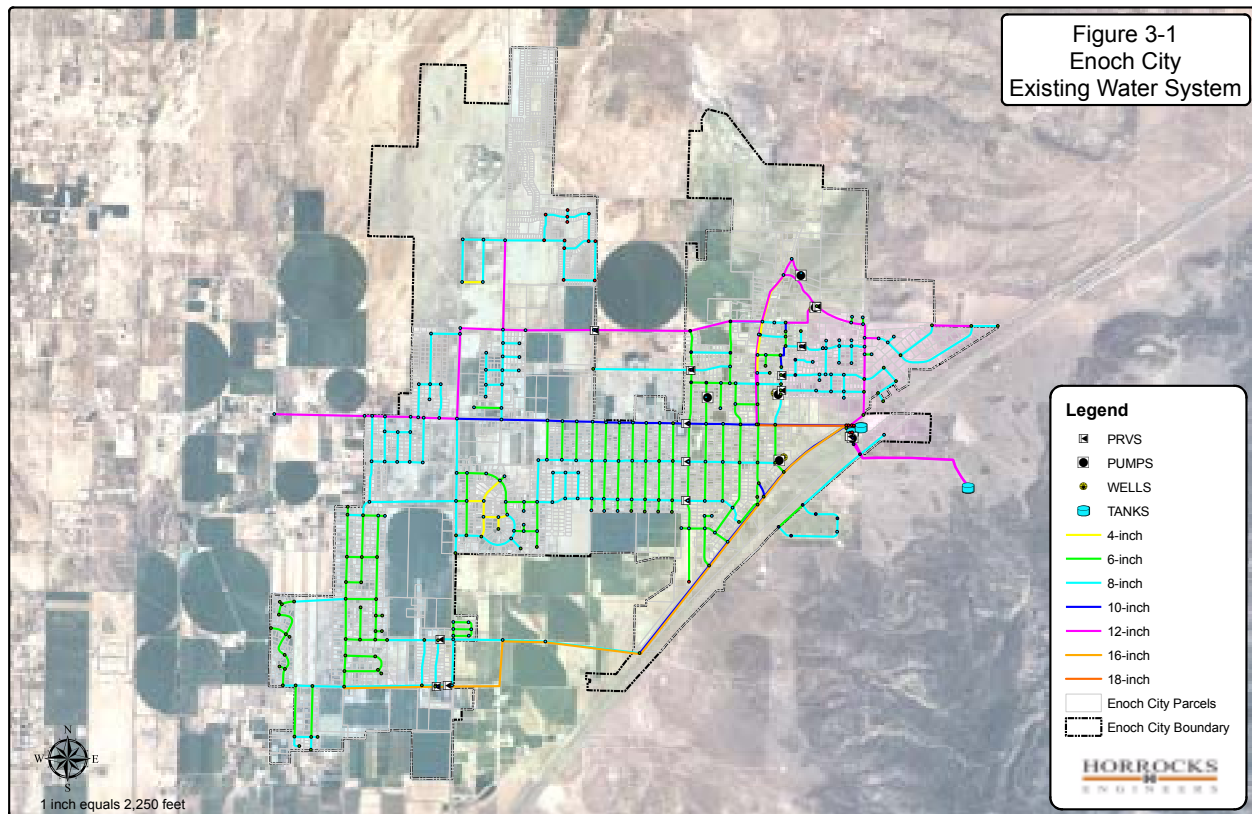 Figure 3-1
Enoch City
Existing Water System
Legend
PRVS
PUMPS
WELLS
TANKS
4-inch
6-inch
8-inch
10-inch
12-inch
16-inch
18-inch
Enoch City Parcels
Enoch City Boundary
HORROCKS
ENGINEERS
N
W E
S
1 inch equals 2,250 feet